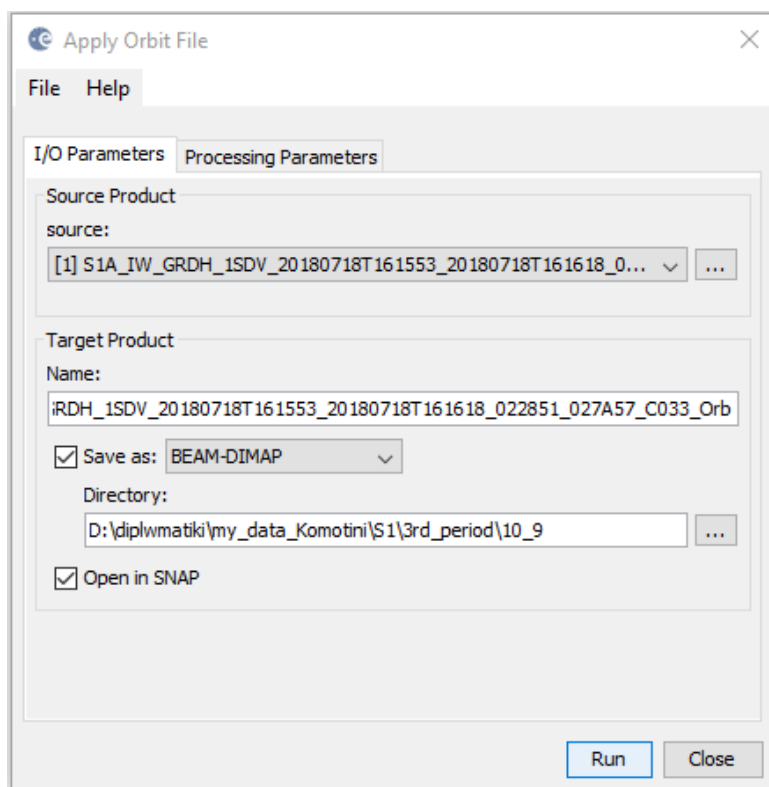 Apply Orbit File
File Help
I/O Parameters Processing Parameters
Source Product
source:
[1] S1A_IW_GRDH_1SDV_20180718T161553_20180718T161618_0... ...
Target Product
Name:
iRDH_1SDV_20180718T161553_20180718T161618_022851_027A57_C033_Orb
Save as: BEAM-DIMAP
Directory:
D:\diplwmatiki\my_data_Komotini\S1\3rd_period\10_9 ...
Open in SNAP
Run Close